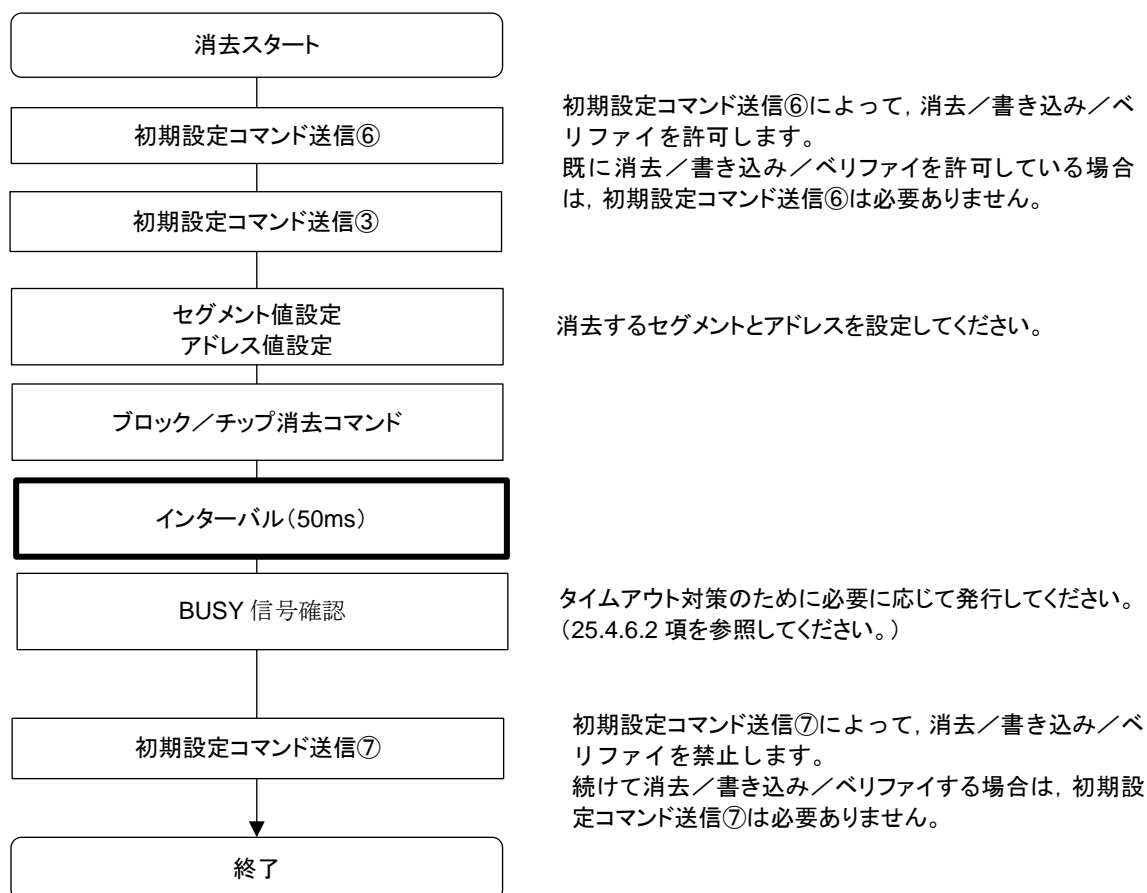 消去スタート
初期設定コマンド送信⑥
初期設定コマンド送信⑥によって，消去／書き込み／ベ
リファイを許可します。
既に消去／書き込み／ベリファイを許可している場合
は，初期設定コマンド送信⑥は必要ありません。
初期設定コマンド送信③
セグメント値設定
アドレス値設定
消去するセグメントとアドレスを設定してください。
ブロック／チップ消去コマンド
インターバル（50ms）
BUSY 信号確認
タイムアウト対策のために必要に応じて発行してください。
（25.4.6.2 項を参照してください。）
初期設定コマンド送信⑦
初期設定コマンド送信⑦によって，消去／書き込み／ベ
リファイを禁止します。
続けて消去／書き込み／ベリファイする場合は，初期設
定コマンド送信⑦は必要ありません。
終了